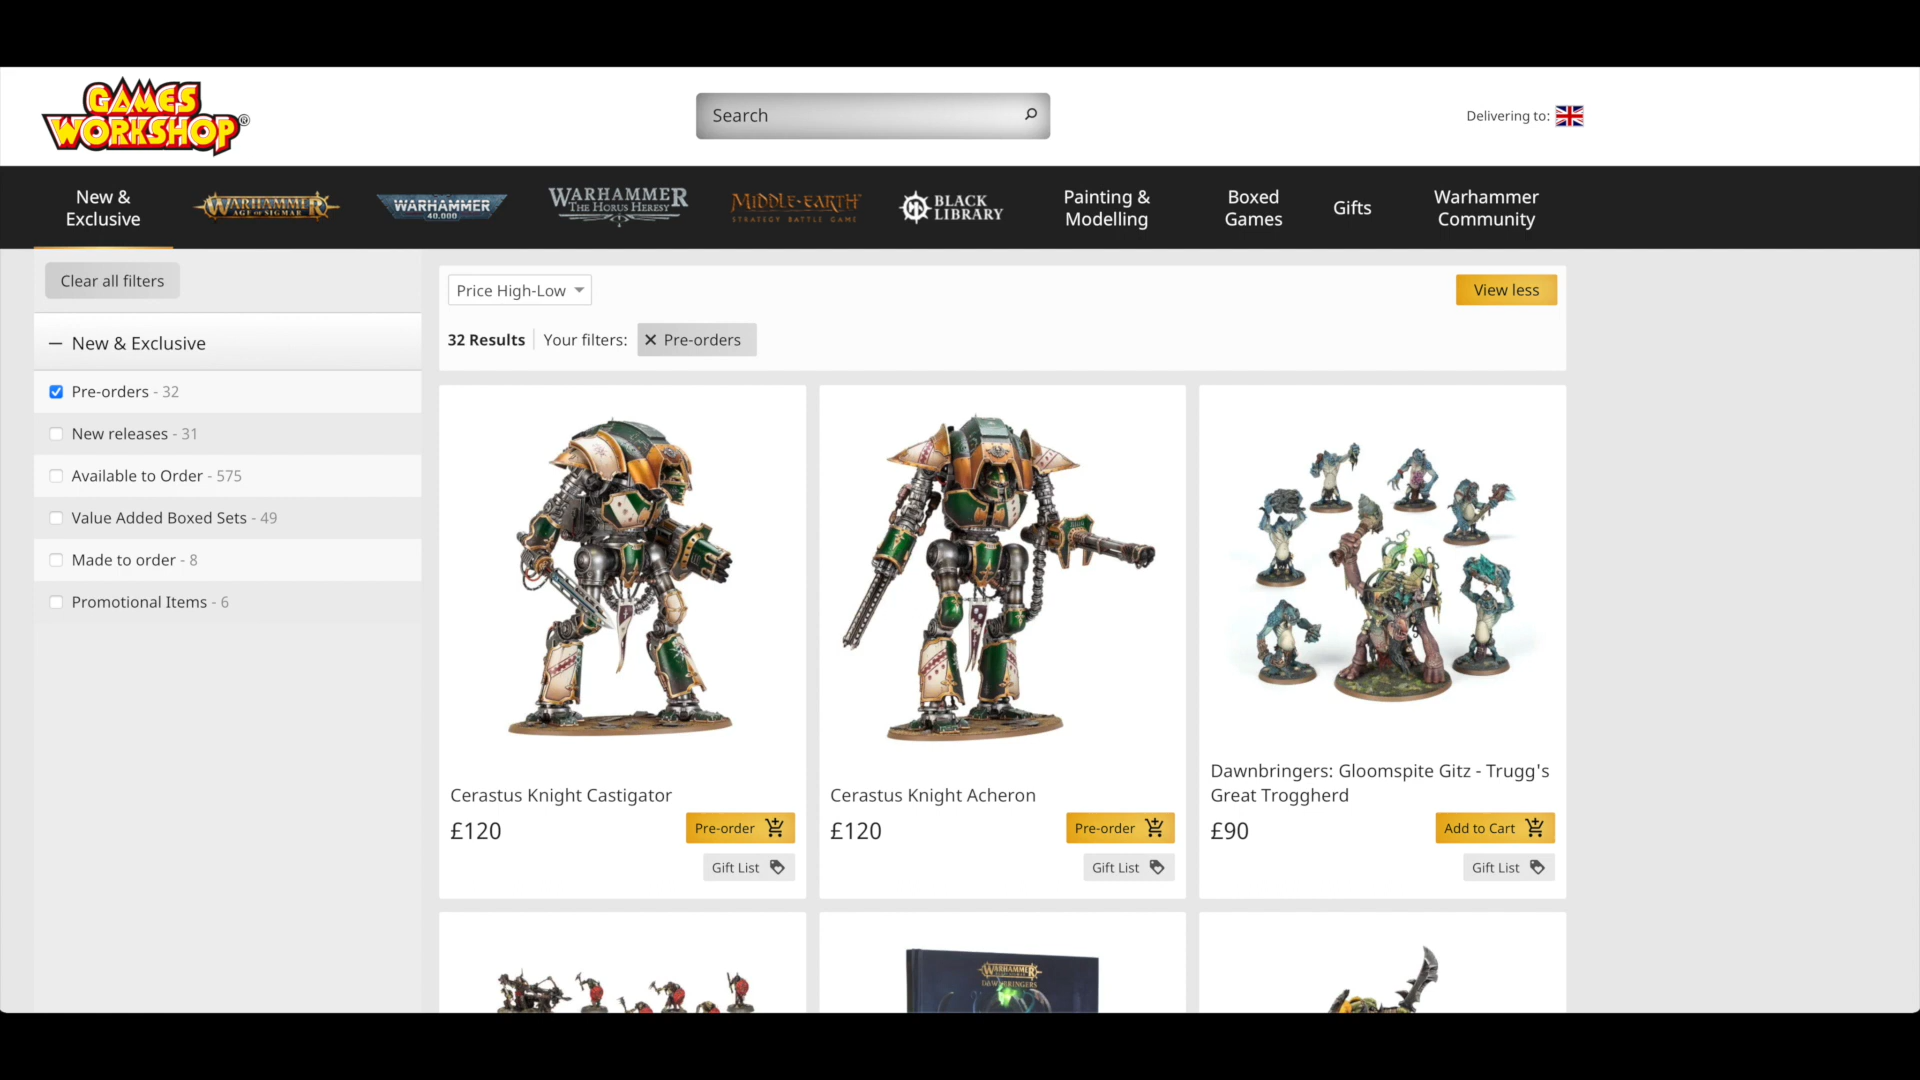 GAMES
WORKSHOP®
Search
Delivering to:
New &
Exclusive
WARHAMMER
AGE OF SIGMAR
WARHAMMER
40,000
WARHAMMER
THE HORUS HERESY
MIDDLE-EARTH
STRATEGY BATTLE GAME
BLACK
LIBRARY
Painting &
Modelling
Boxed
Games
Gifts
Warhammer
Community
Clear all filters
New & Exclusive
Pre-orders - 32
New releases - 31
Available to Order - 575
Value Added Boxed Sets - 49
Made to order - 8
Promotional Items - 6
Price High-Low
View less
32 Results
Your filters:
Pre-orders
Cerastus Knight Castigator
£120
Pre-order
Gift List
Cerastus Knight Acheron
£120
Pre-order
Gift List
Dawnbringers: Gloomspite Gitz - Trugg's
Great Troggherd
£90
Add to Cart
Gift List
WARHAMMER
DAWNBRINGERS